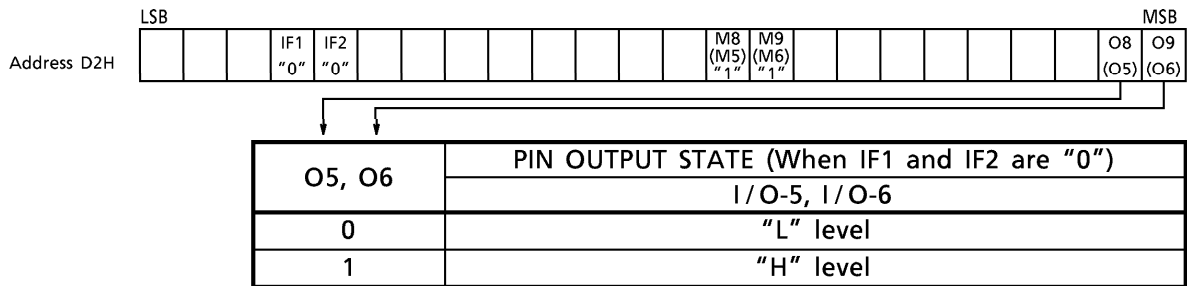 LSB MSB
IF1 IF2 M8 M9 O8 O9
Address D2H "0" "0" (M5) (M6) (O5) (O6)
"1" "1"
O5, O6 PIN OUTPUT STATE (When IF1 and IF2 are "0")
I/O-5, I/O-6
0 "L" level
1 "H" level